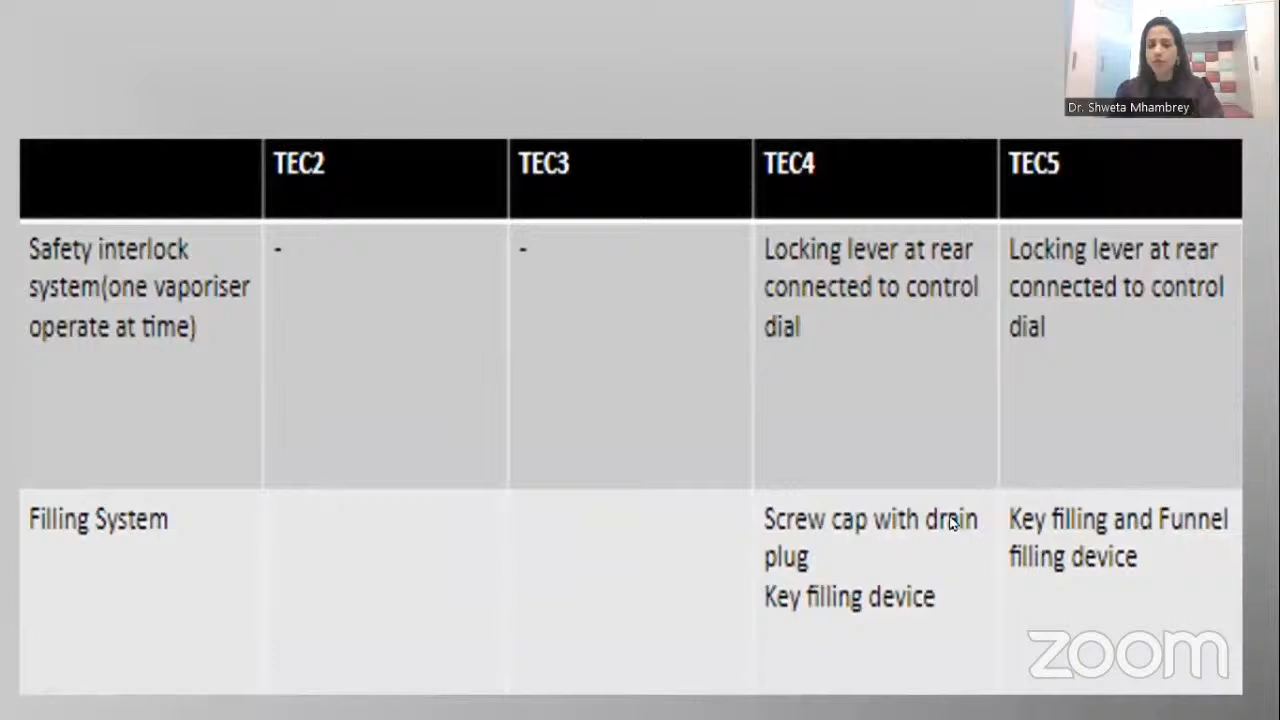 Dr. Shweta Mhambrey
TEC2
TEC3
TEC4
TEC5
Safety interlock
system(one vaporiser
operate at time)
-
-
Locking lever at rear
connected to control
dial
Locking lever at rear
connected to control
dial
Filling System
Screw cap with drain
plug
Key filling device
Key filling and Funnel
filling device
zoom